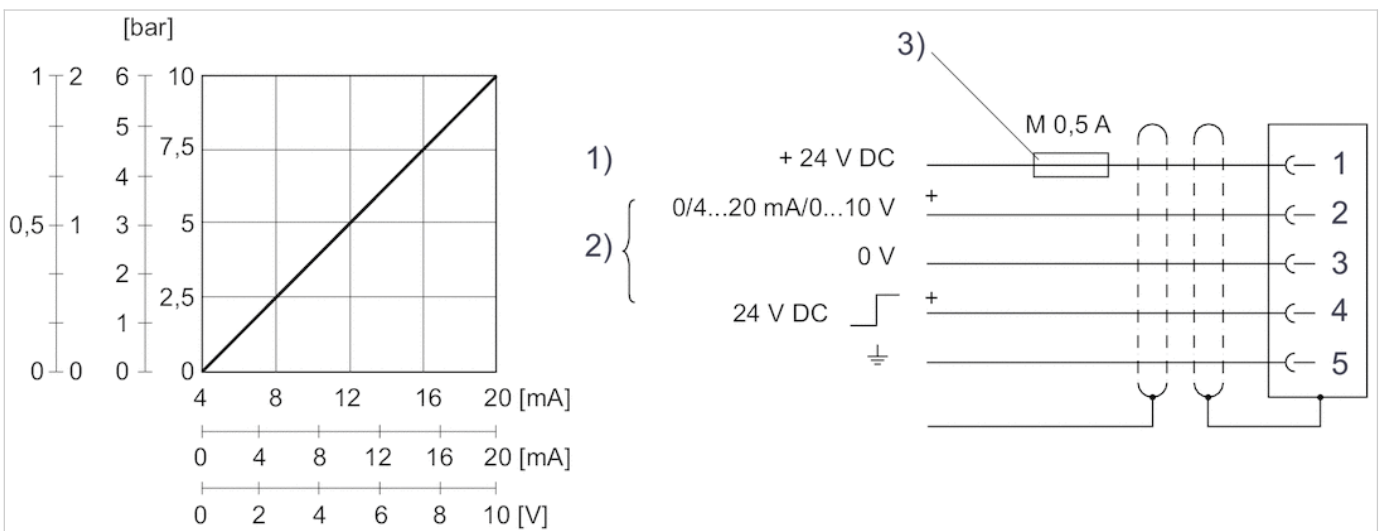 [bar]
1 2 6 10
5
7,5
4
0,5 1 3 5
2
2,5
1
0 0 0 0
4 8 12 16 20 [mA]
0 4 8 12 16 20 [mA]
0 2 4 6 8 10 [V]
3)
M 0,5 A
1) + 24 V DC 1
2) 0/4...20 mA/0...10 V + 2
0 V 3
24 V DC + 4
5